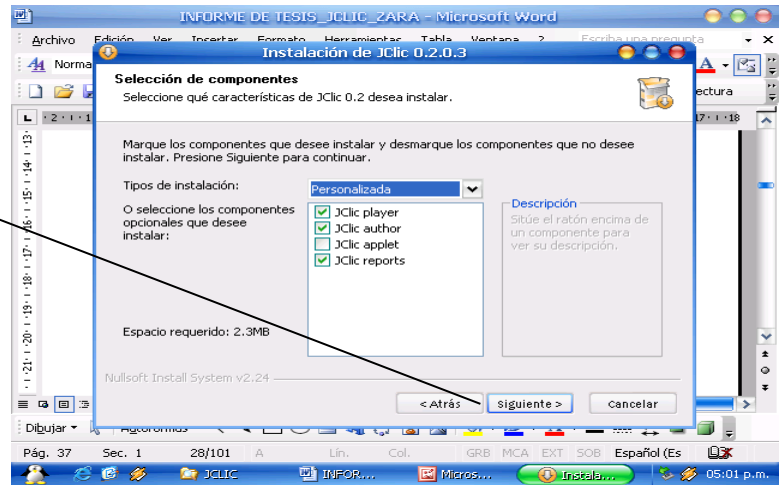 INFORME DE TESIS_JCLIC_ZARA - Microsoft Word
Archivo Edición Ver Insertar Formato Herramientas Tabla Ventana ? Escriba una pregunta
Instalación de JClic 0.2.0.3
Norma
ectura
Selección de componentes
Seleccione qué características de JClic 0.2 desea instalar.
Marque los componentes que desee instalar y desmarque los componentes que no desee
instalar. Presione Siguiente para continuar.
Tipos de instalación:
Personalizada
O seleccione los componentes
opcionales que desee
instalar:
JClic player
JClic author
JClic applet
JClic reports
Descripción
Sitúe el ratón encima de
un componente para
ver su descripción.
Espacio requerido: 2.3MB
Nullsoft Install System v2.24
< Atrás Siguiente > Cancelar
Dibujar Autoformas
Pág. 37 Sec. 1 28/101 A Lín. Col. GRB MCA EXT SOB Español (Es
JCLIC INFOR... Micros... Instala... 05:01 p.m.